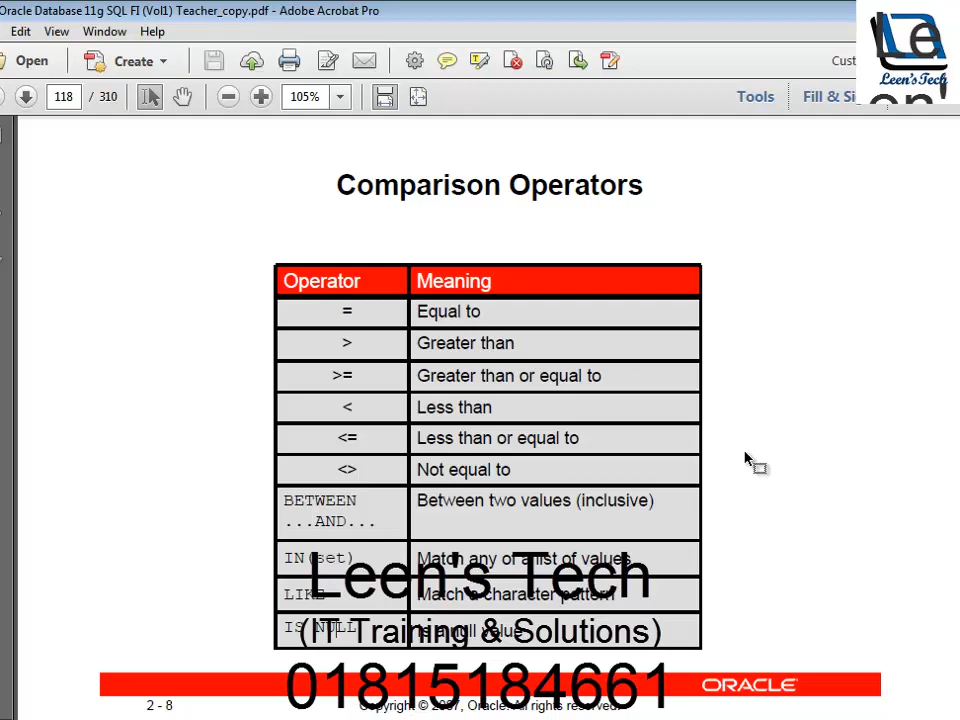 Oracle Database 11g SQL FI (Vol1) Teacher_copy.pdf - Adobe Acrobat Pro
Edit View Window Help
Open Create
118 / 310 105% Tools
Le
Leen'sTech
Comparison Operators
Operator Meaning
= Equal to
> Greater than
>= Greater than or equal to
< Less than
<= Less than or equal to
<> Not equal to
BETWEEN Between two values (inclusive)
...AND...
IN(set) Match any of a list of values
Leen's Tech
LIKE Match a character pattern
IS NULL Is a null value
(IT Training & Solutions)
01815184661
ORACLE
2 - 8 Copyright © 2007, Oracle. All rights reserved.